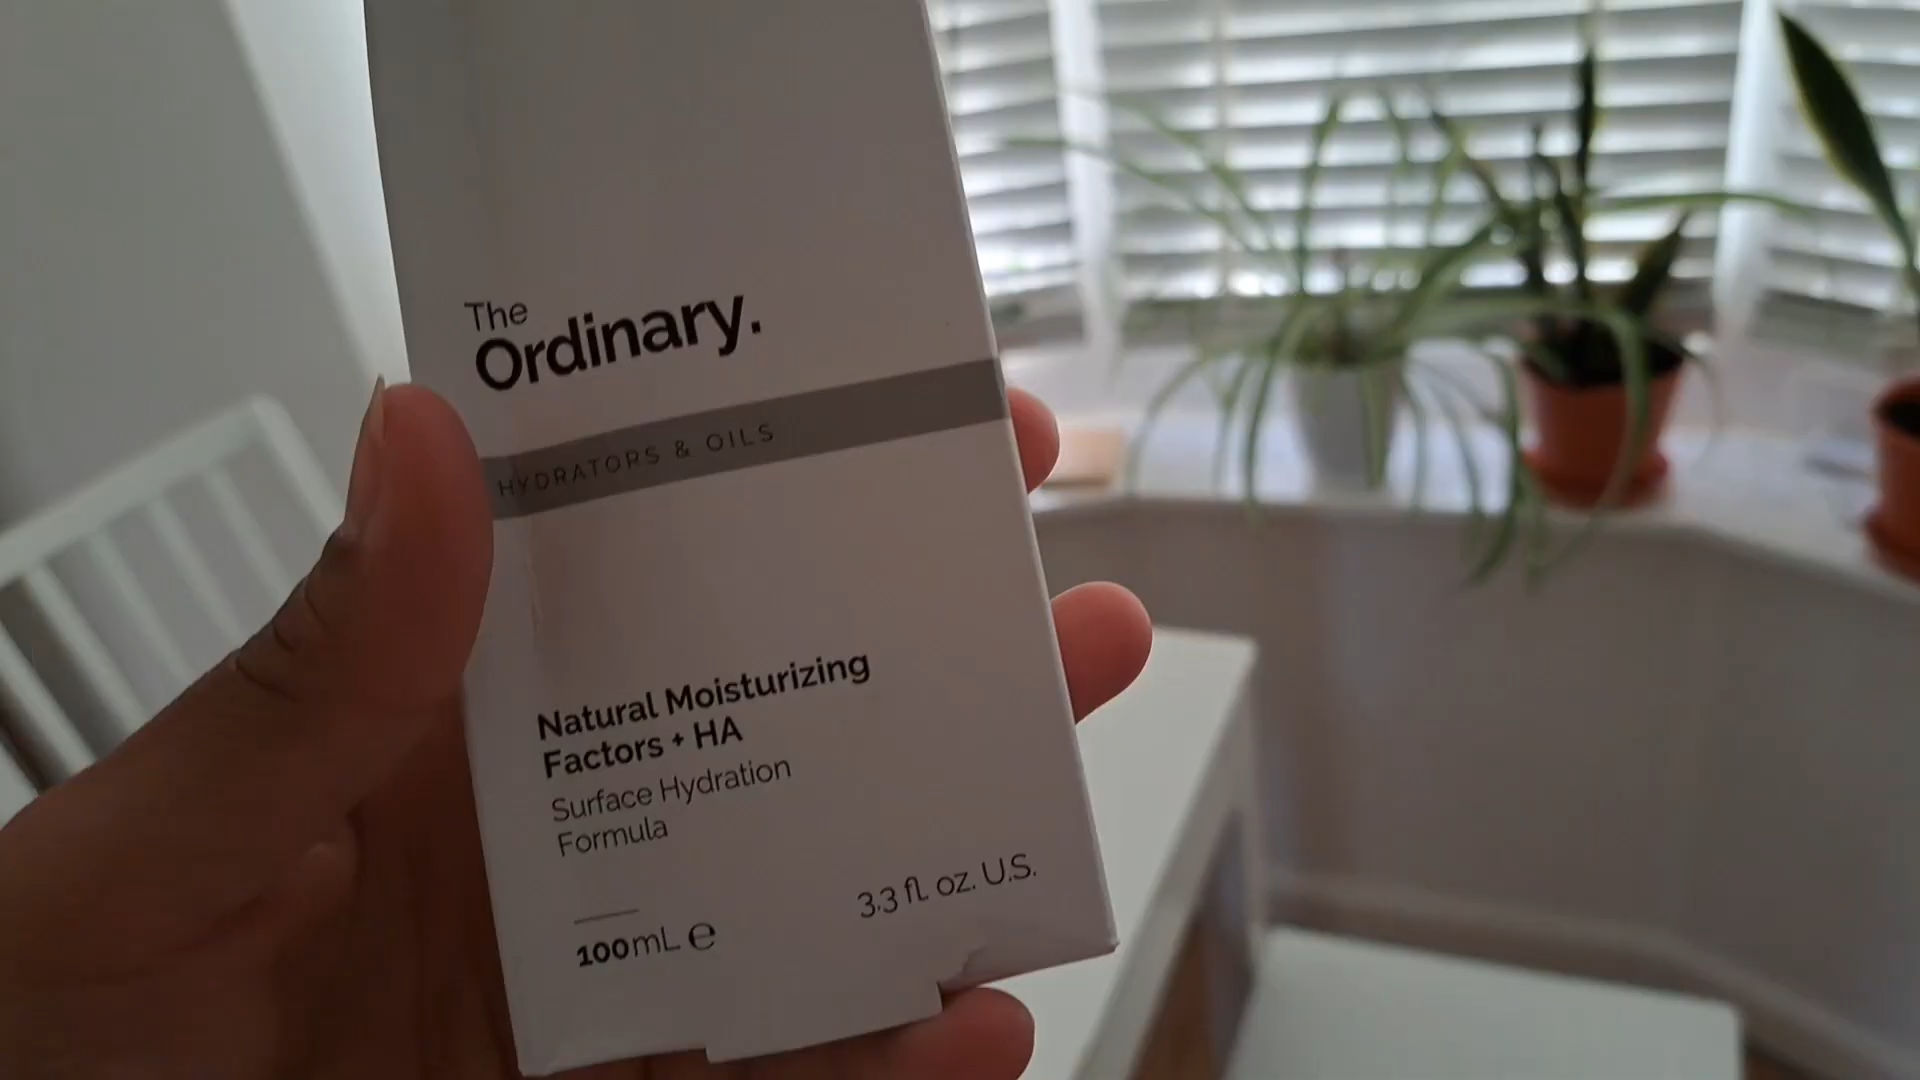 The
Ordinary.
HYDRATORS & OILS
Natural Moisturizing
Factors + HA
Surface Hydration
Formula
100mL ℮
3.3 fl. oz. U.S.